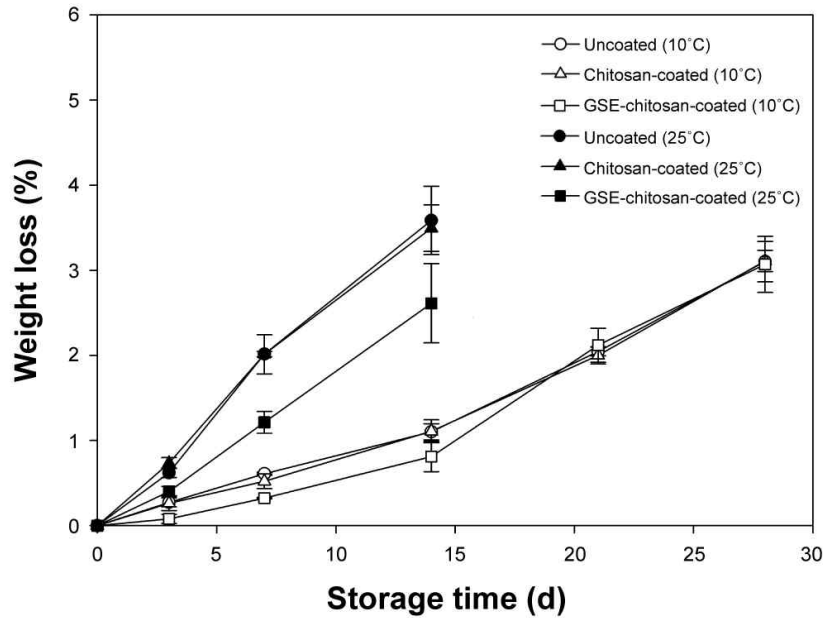 6
5
4
3
2
1
0
Weight loss (%)
Uncoated (10˚C)
Chitosan-coated (10˚C)
GSE-chitosan-coated (10˚C)
Uncoated (25˚C)
Chitosan-coated (25˚C)
GSE-chitosan-coated (25˚C)
0 5 10 15 20 25 30
Storage time (d)